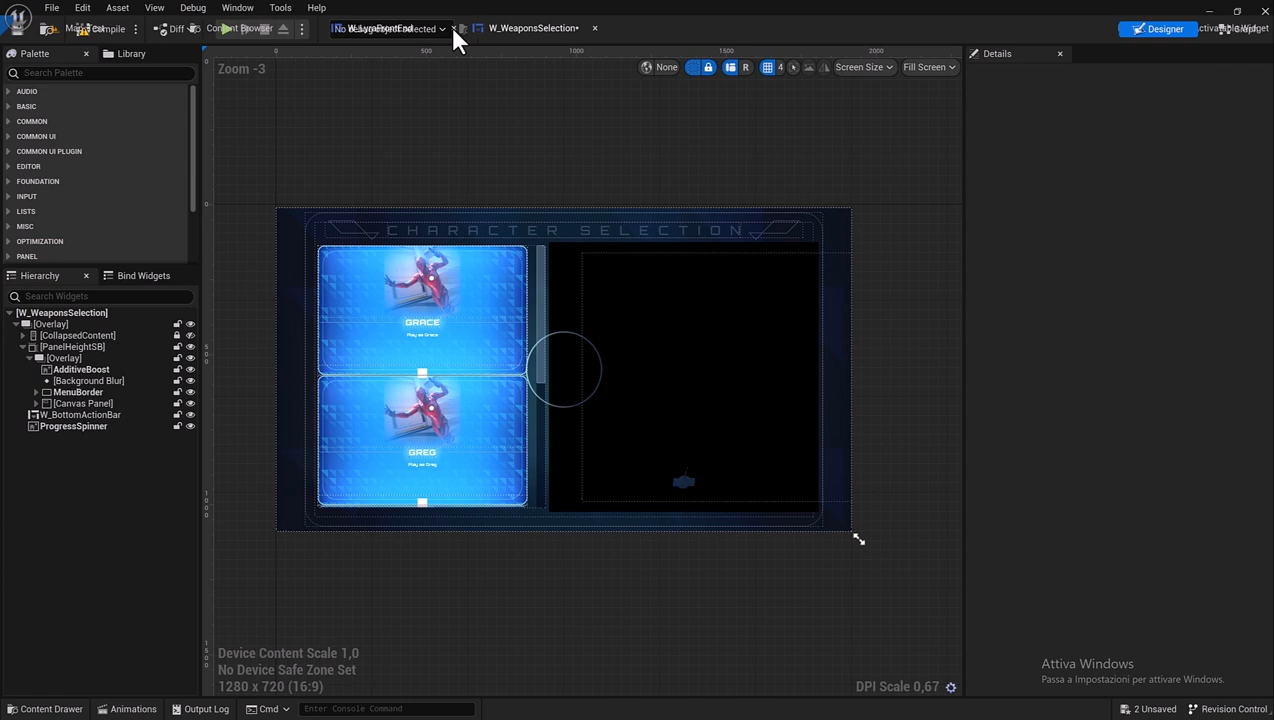 File Edit Asset View Debug Window Tools Help
Compile Diff Content Browser W_WeaponsSelection• Designer
Palette Library Zoom -3 None R 4 Screen Size Fill Screen Details
Search Palette
AUDIO
BASIC
COMMON
COMMON UI
COMMON UI PLUGIN
EDITOR
FOUNDATION
INPUT
LISTS
MISC
OPTIMIZATION
PANEL
Hierarchy Bind Widgets
Search Widgets
[W_WeaponsSelection]
[Overlay]
[CollapsedContent]
[PanelHeightSB]
[Overlay]
AdditiveBoost
[Background Blur]
MenuBorder
[Canvas Panel]
W_BottomActionBar
ProgressSpinner
0 500 1000 1500 2000
CHARACTER SELECTION
GRACE
Play as Grace
GREG
Play as Greg
Device Content Scale 1,0
No Device Safe Zone Set
1280 x 720 (16:9)
DPI Scale 0,67
Attiva Windows
Passa a Impostazioni per attivare Windows.
Content Drawer Animations Output Log Cmd Enter Console Command 2 Unsaved Revision Control